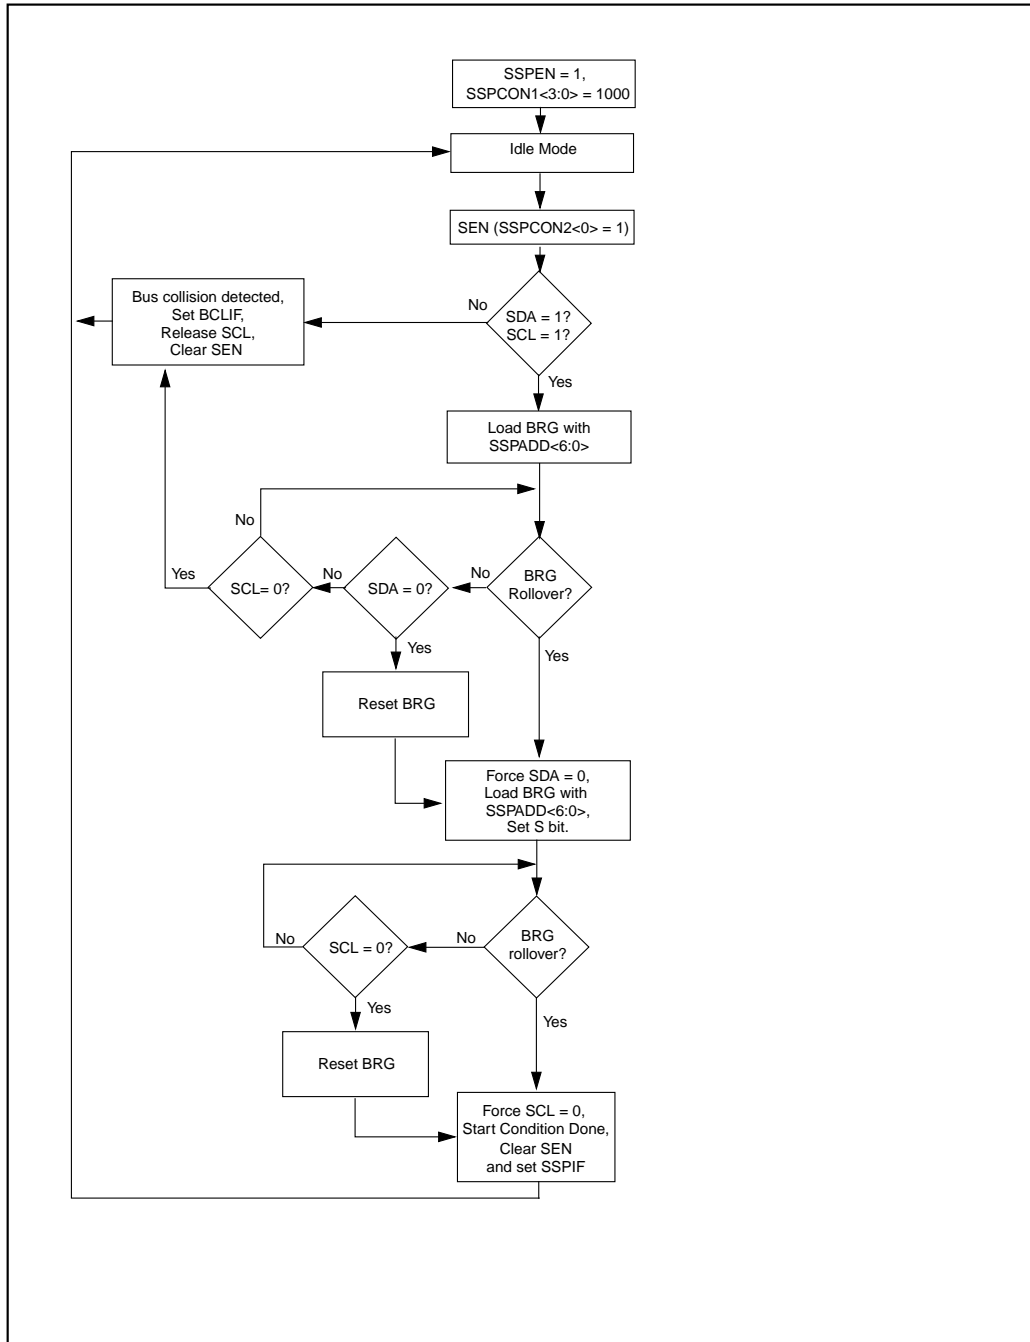 SSPEN = 1,
SSPCON1<3:0> = 1000
Idle Mode
SEN (SSPCON2<0> = 1)
Bus collision detected,
Set BCLIF,
Release SCL,
Clear SEN
No
SDA = 1?
SCL = 1?
Yes
Load BRG with
SSPADD<6:0>
No
Yes
SCL= 0?
No
SDA = 0?
No
BRG
Rollover?
Yes
Yes
Reset BRG
Force SDA = 0,
Load BRG with
SSPADD<6:0>,
Set S bit.
No
SCL = 0?
No
BRG
rollover?
Yes
Yes
Reset BRG
Force SCL = 0,
Start Condition Done,
Clear SEN
and set SSPIF